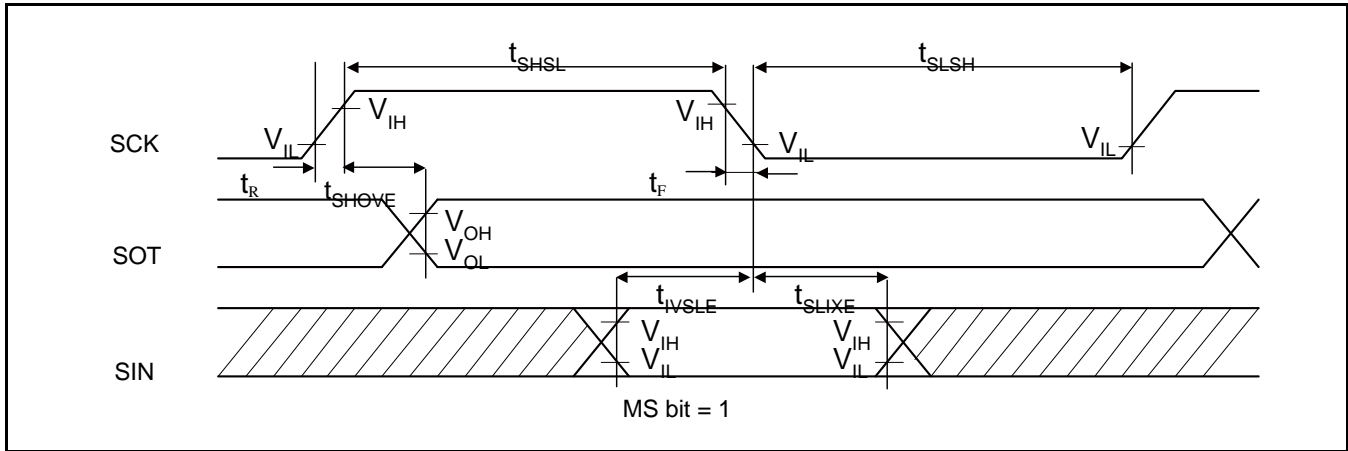 tSHSL tSLSH
SCK VIL VIH VIH VIL VIL
tR tSHOVE tF
SOT VOH
VOL
tIVSLE tSLIXE
VIH VIH
SIN VIL VIL
MS bit = 1